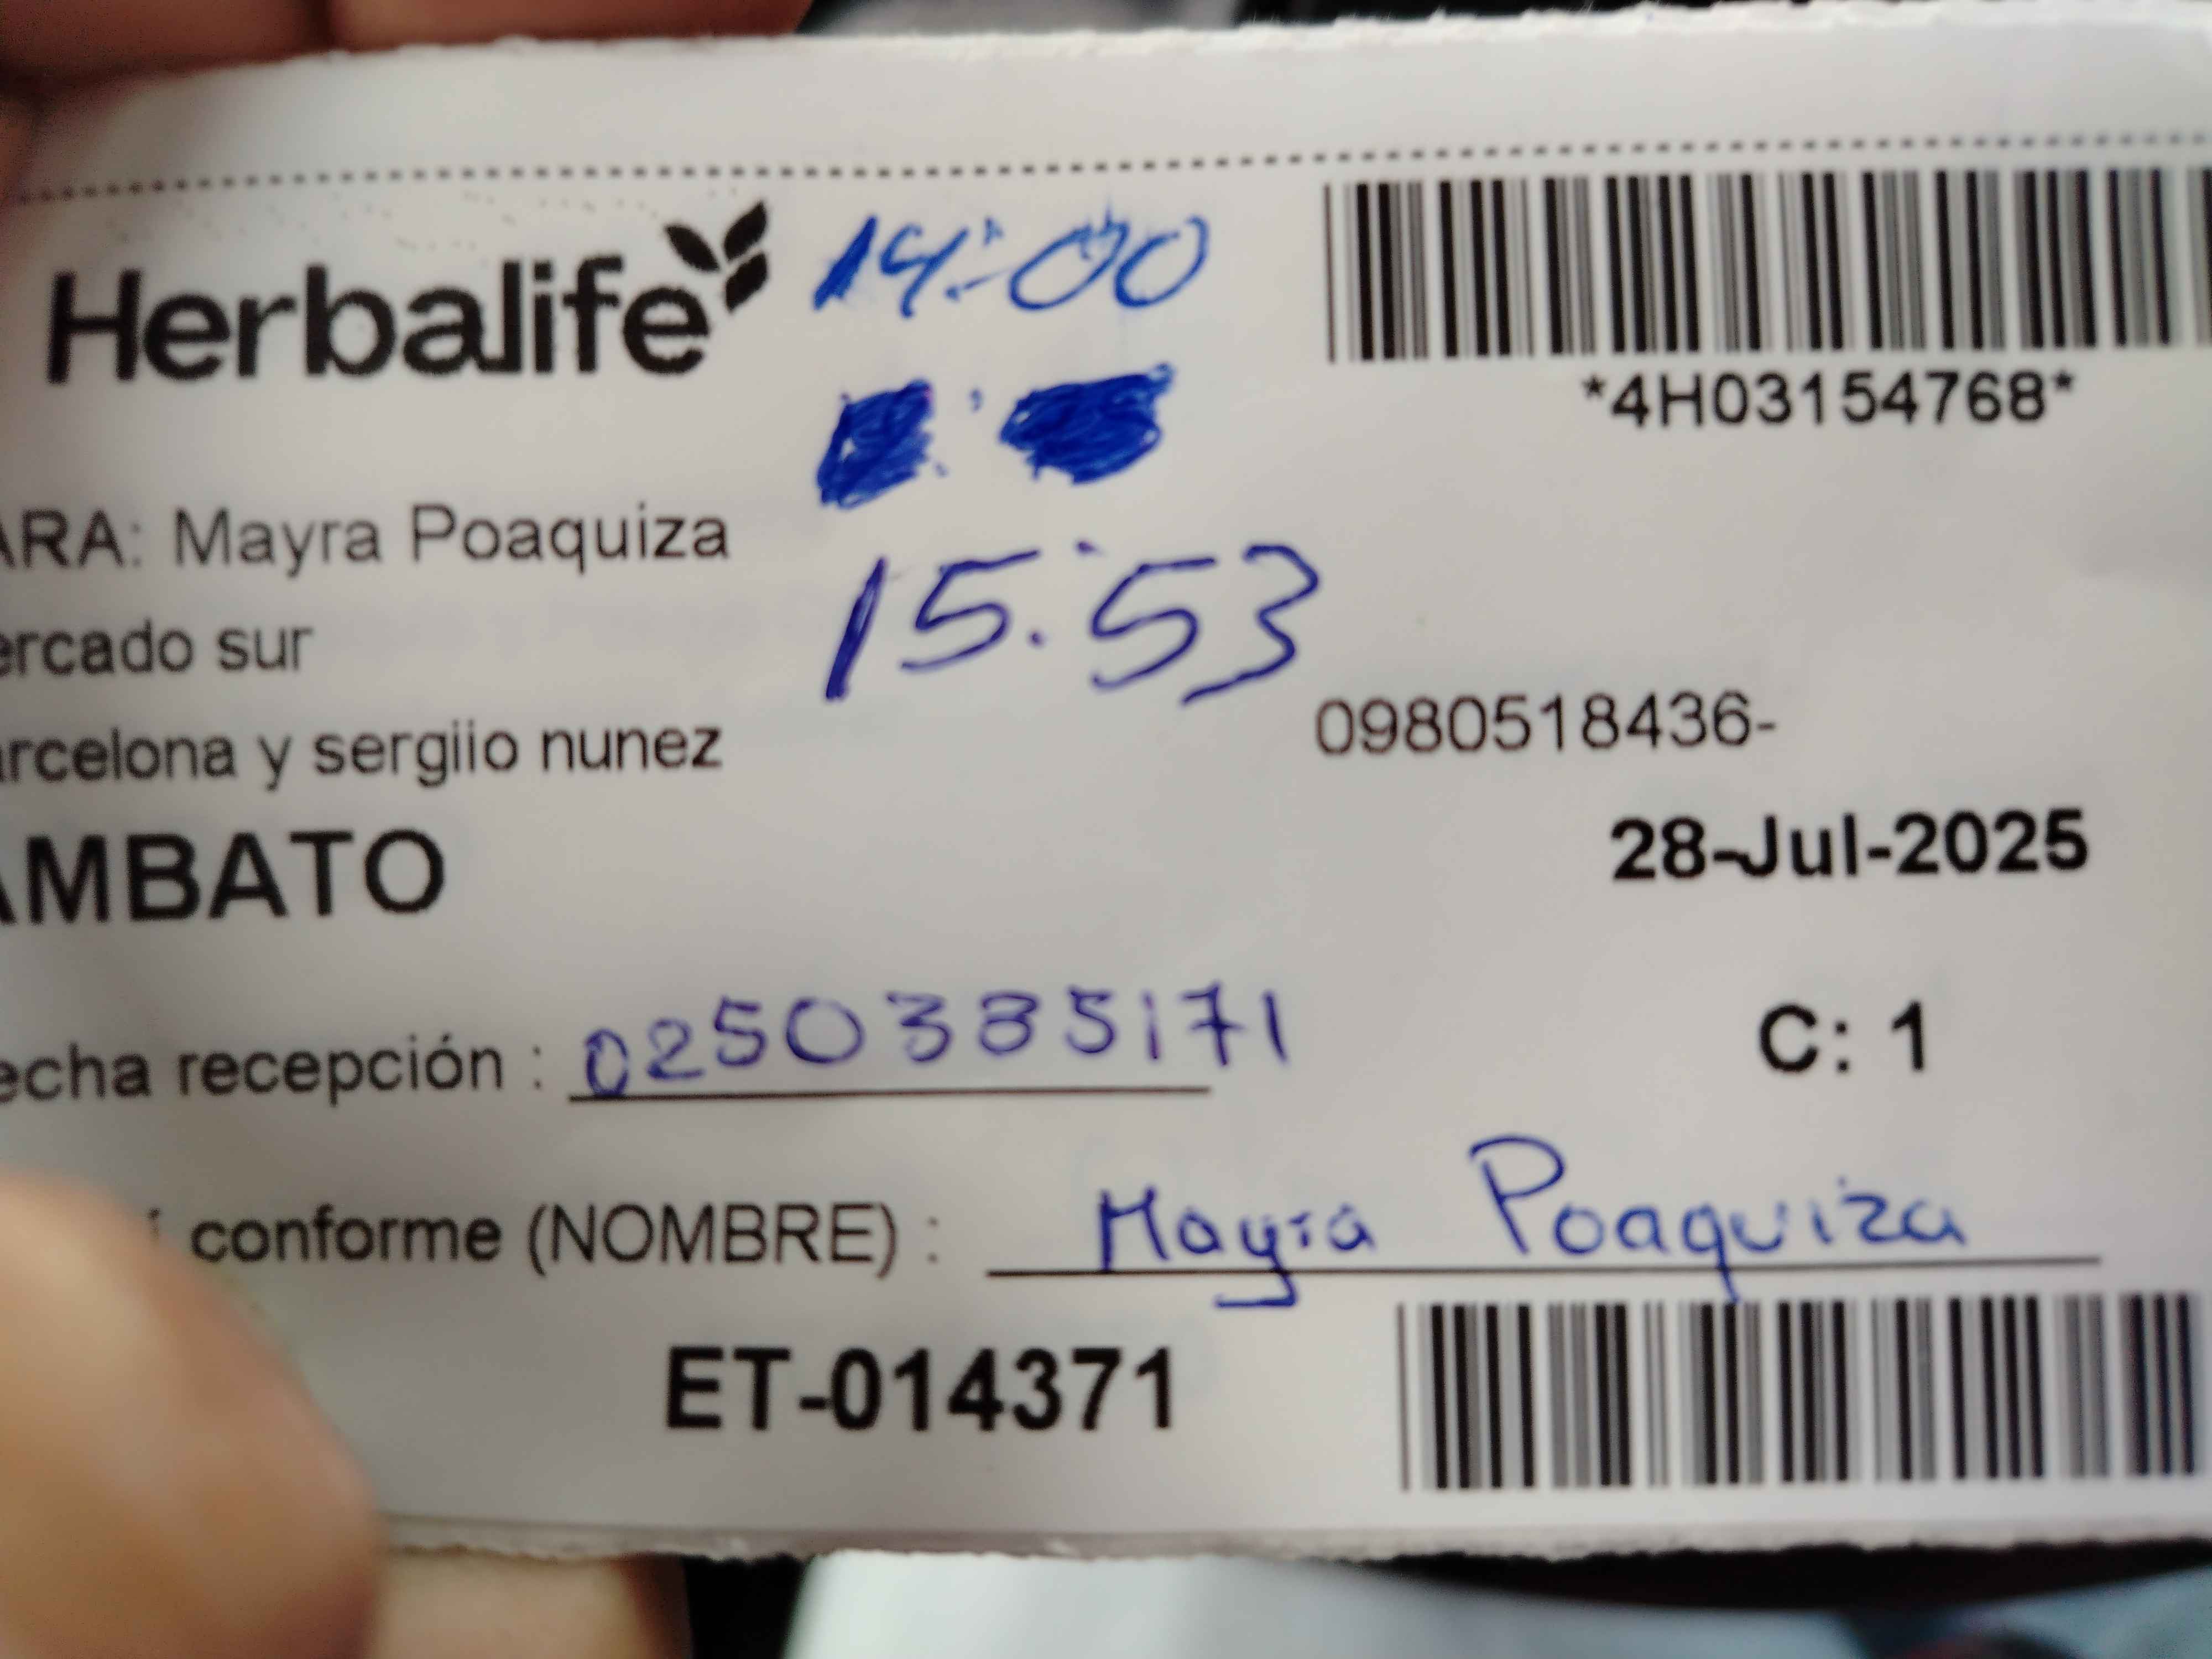 Herbalife
14:00
*4H03154768*
ARA: Mayra Poaquiza
15:53
ercado sur
arcelona y sergiio nunez
0980518436-
AMBATO
28-Jul-2025
echa recepción : 0250385171
C: 1
conforme (NOMBRE) : Mayra Poaquiza
ET-014371